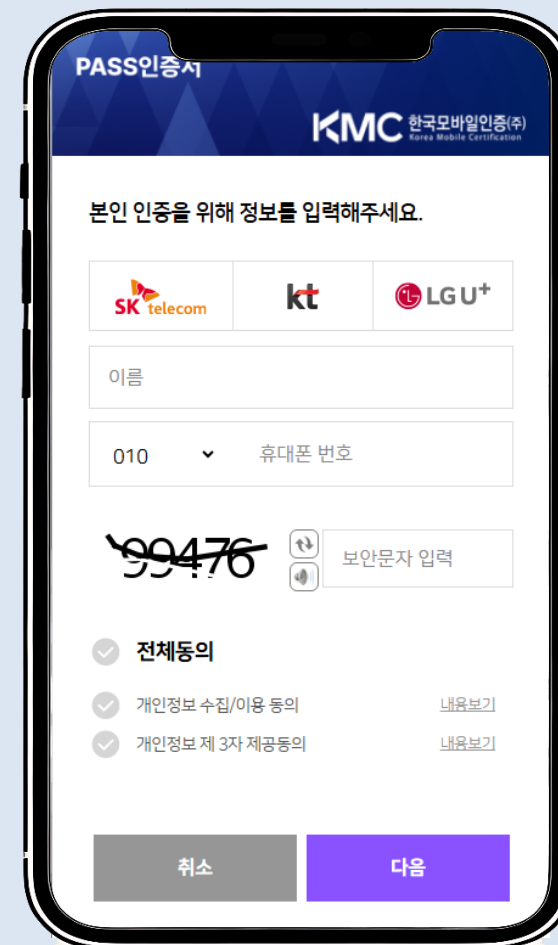 PASS인증서
KMC 한국모바일인증(주)
Korea Mobile Certification
본인 인증을 위해 정보를 입력해주세요.
SK telecom kt LG U+
이름
010 휴대폰 번호
99476 보안문자 입력
전체동의
개인정보 수집/이용 동의 내용보기
개인정보 제 3자 제공동의 내용보기
취소 다음